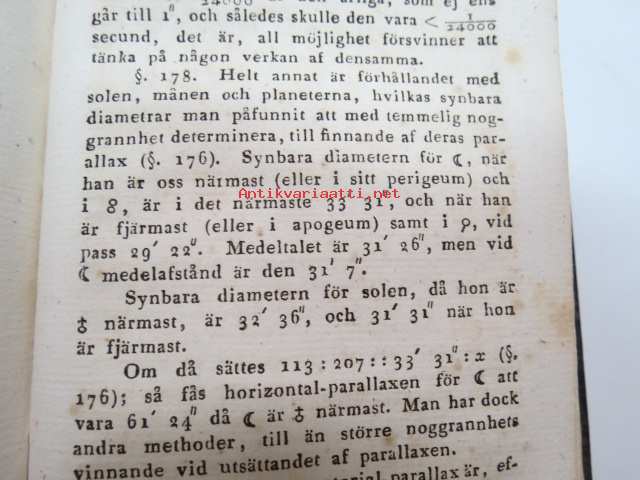 24000
går till 1", och således skulle den vara < 1/24000
secund, det är, all möjlighet försvinner att
tänka på någon verkan af densamma.
§. 178. Helt annat är förhållandet med
solen, månen och planeterna, hvilkas synbara
diametrar man påfunnit att med temmelig nog-
grannhet determinera, till finnande af deras par-
allax (§. 176). Synbara diametern för ☾, när
han är oss närmast (eller i sitt perigeum) och
Antikvariaatti.net
i ☍, är i det närmaste 33′ 31″, och när han
är fjärmast (eller i apogeum) samt i ☌, vid
pass 29′ 22″. Medeltalet är 31′ 26″, men vid
☾ medelafstånd är den 31′ 7″.
Synbara diametern för solen, då hon är
♁ närmast, är 32′ 36″, och 31′ 31″ när hon
är fjärmast.
Om då sättes 113:207::33′ 31″:x (§.
176); så fås horizontal-parallaxen för ☾ att
vara 61′ 24″ då ☾ är ♁ närmast. Man har dock
andra methoder, till än större noggrannhets
vinnande vid utsättandet af parallaxen.
parallax är, ef-